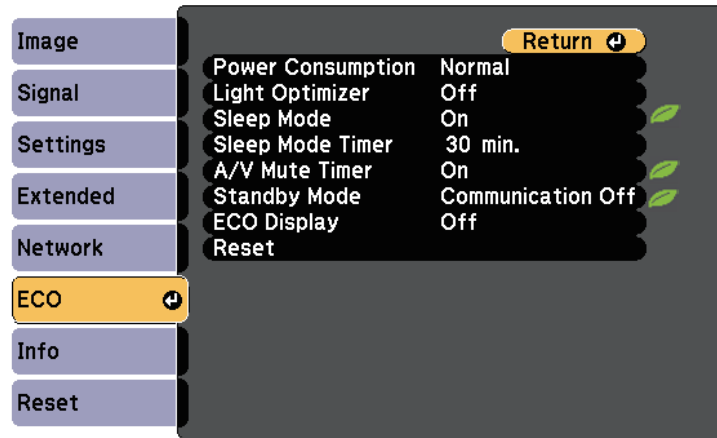 Image
Signal
Settings
Extended
Network
ECO
Info
Reset
Return
Power Consumption Normal
Light Optimizer Off
Sleep Mode On
Sleep Mode Timer 30 min.
A/V Mute Timer On
Standby Mode Communication Off
ECO Display Off
Reset